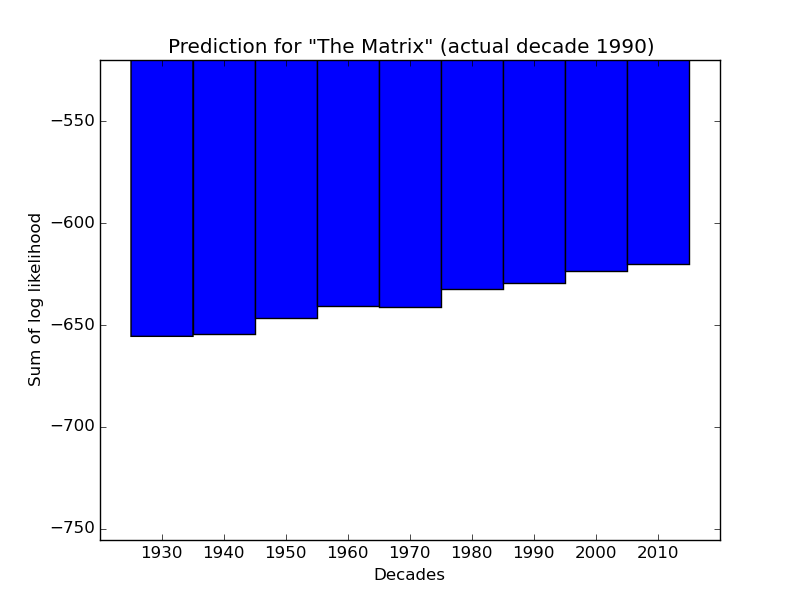 Prediction for "The Matrix" (actual decade 1990)
Sum of log likelihood
−550
−600
−650
−700
−750
1930 1940 1950 1960 1970 1980 1990 2000 2010
Decades